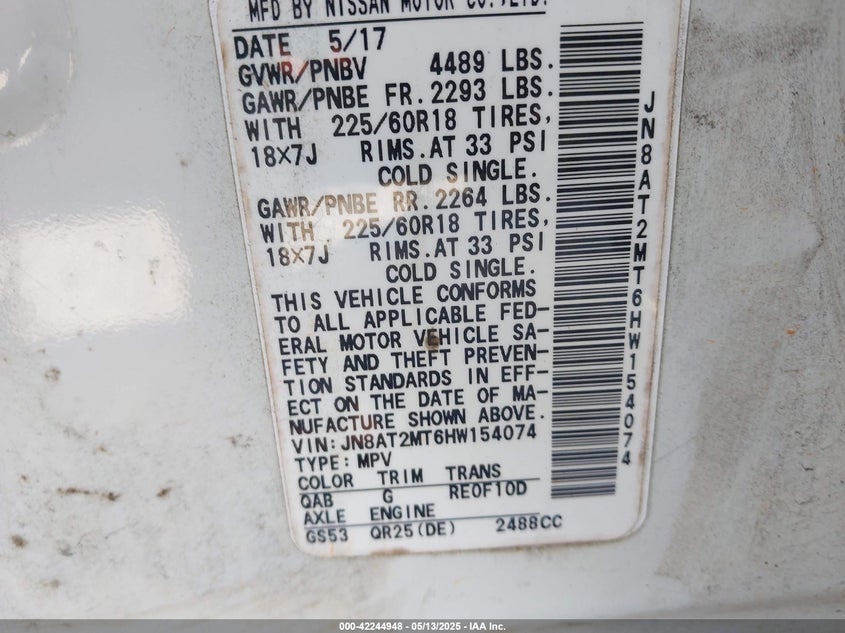 MFD BY NISSAN MOTOR CO.,LTD.
DATE 5/17
GVWR/PNBV 4489 LBS.
GAWR/PNBE FR. 2293 LBS.
WITH 225/60R18 TIRES,
18X7J RIMS. AT 33 PSI
COLD SINGLE.
GAWR/PNBE RR. 2264 LBS.
WITH 225/60R18 TIRES,
18X7J RIMS. AT 33 PSI
COLD SINGLE.
THIS VEHICLE CONFORMS
TO ALL APPLICABLE FED-
ERAL MOTOR VEHICLE SA-
FETY AND THEFT PREVEN-
TION STANDARDS IN EFF-
ECT ON THE DATE OF MA-
NUFACTURE SHOWN ABOVE.
VIN: JN8AT2MT6HW154074
TYPE: MPV
COLOR TRIM TRANS
QAB G RE0F10D
AXLE ENGINE
GS53 QR25(DE) 2488CC
JN8AT2MT6HW154074
000-42244948 - 05/13/2025 - IAA Inc.